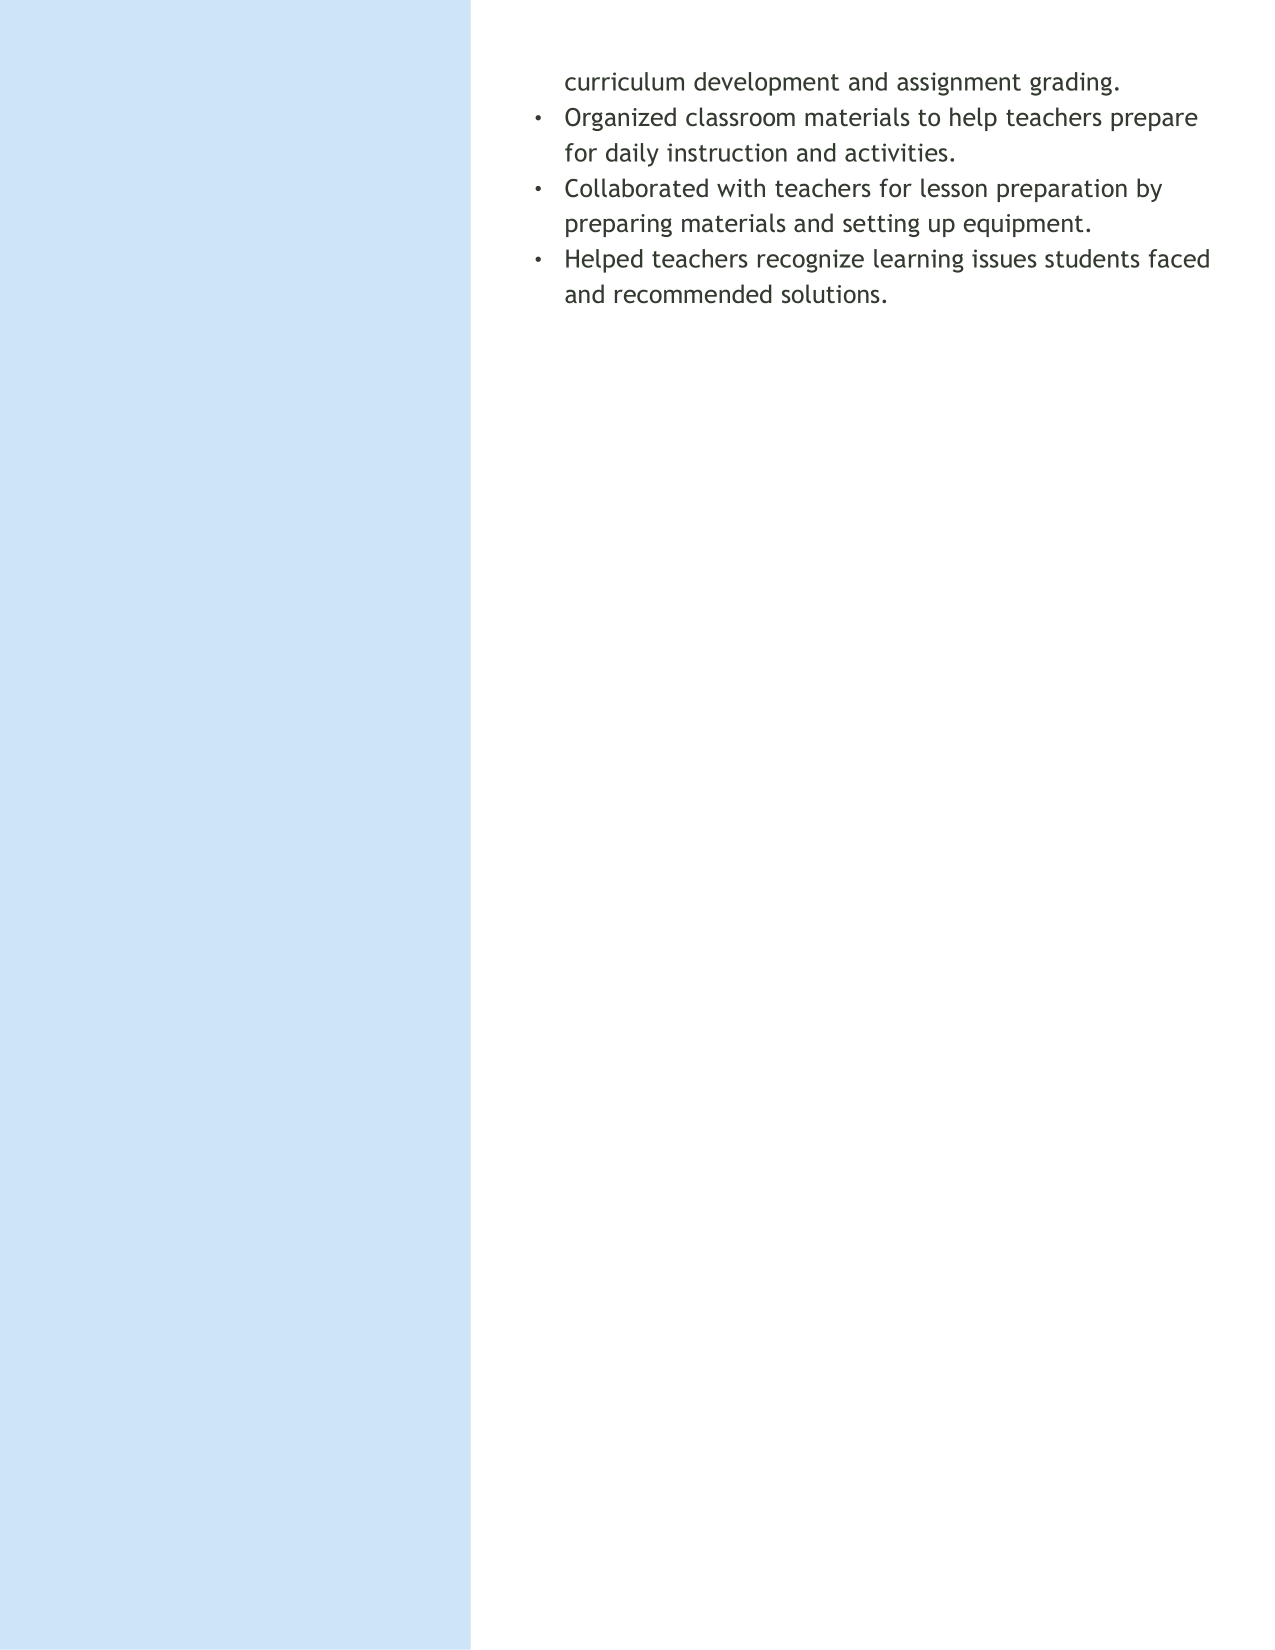 curriculum development and assignment grading.
• Organized classroom materials to help teachers prepare
for daily instruction and activities.
• Collaborated with teachers for lesson preparation by
preparing materials and setting up equipment.
• Helped teachers recognize learning issues students faced
and recommended solutions.